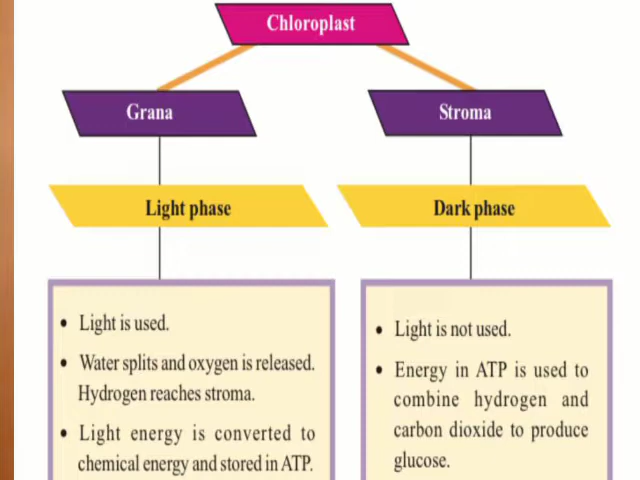 Chloroplast
Grana
Stroma
Light phase
Dark phase
• Light is used.
• Water splits and oxygen is released.
Hydrogen reaches stroma.
• Light energy is converted to
chemical energy and stored in ATP.
• Light is not used.
• Energy in ATP is used to
combine hydrogen and
carbon dioxide to produce
glucose.